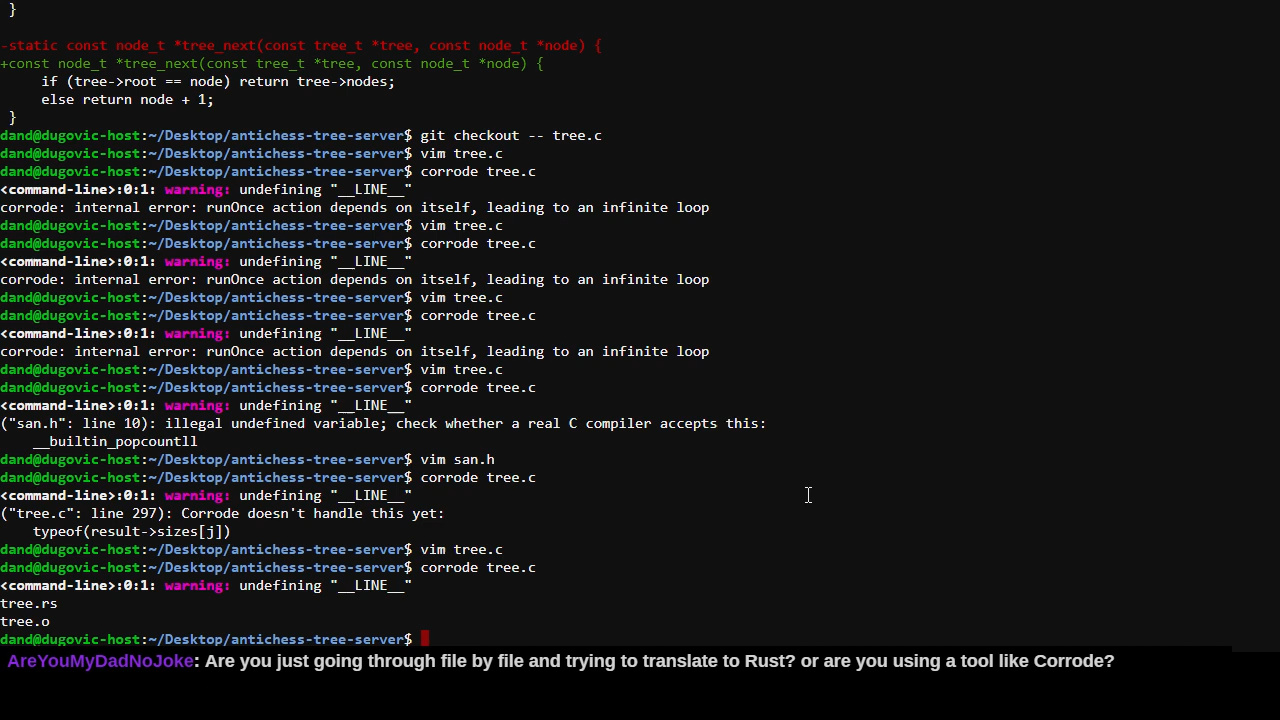 }
-static const node_t *tree_next(const tree_t *tree, const node_t *node) {
+const node_t *tree_next(const tree_t *tree, const node_t *node) {
     if (tree->root == node) return tree->nodes;
     else return node + 1;
 }
dand@dugovic-host:~/Desktop/antichess-tree-server$ git checkout -- tree.c
dand@dugovic-host:~/Desktop/antichess-tree-server$ vim tree.c
dand@dugovic-host:~/Desktop/antichess-tree-server$ corrode tree.c
<command-line>:0:1: warning: undefining "__LINE__"
corrode: internal error: runOnce action depends on itself, leading to an infinite loop
dand@dugovic-host:~/Desktop/antichess-tree-server$ vim tree.c
dand@dugovic-host:~/Desktop/antichess-tree-server$ corrode tree.c
<command-line>:0:1: warning: undefining "__LINE__"
corrode: internal error: runOnce action depends on itself, leading to an infinite loop
dand@dugovic-host:~/Desktop/antichess-tree-server$ vim tree.c
dand@dugovic-host:~/Desktop/antichess-tree-server$ corrode tree.c
<command-line>:0:1: warning: undefining "__LINE__"
corrode: internal error: runOnce action depends on itself, leading to an infinite loop
dand@dugovic-host:~/Desktop/antichess-tree-server$ vim tree.c
dand@dugovic-host:~/Desktop/antichess-tree-server$ corrode tree.c
<command-line>:0:1: warning: undefining "__LINE__"
("san.h": line 10): illegal undefined variable; check whether a real C compiler accepts this:
    __builtin_popcountll
dand@dugovic-host:~/Desktop/antichess-tree-server$ vim san.h
dand@dugovic-host:~/Desktop/antichess-tree-server$ corrode tree.c
<command-line>:0:1: warning: undefining "__LINE__"
("tree.c": line 297): Corrode doesn't handle this yet:
    typeof(result->sizes[j])
dand@dugovic-host:~/Desktop/antichess-tree-server$ vim tree.c
dand@dugovic-host:~/Desktop/antichess-tree-server$ corrode tree.c
<command-line>:0:1: warning: undefining "__LINE__"
tree.rs
tree.o
dand@dugovic-host:~/Desktop/antichess-tree-server$
AreYouMyDadNoJoke: Are you just going through file by file and trying to translate to Rust? or are you using a tool like Corrode?